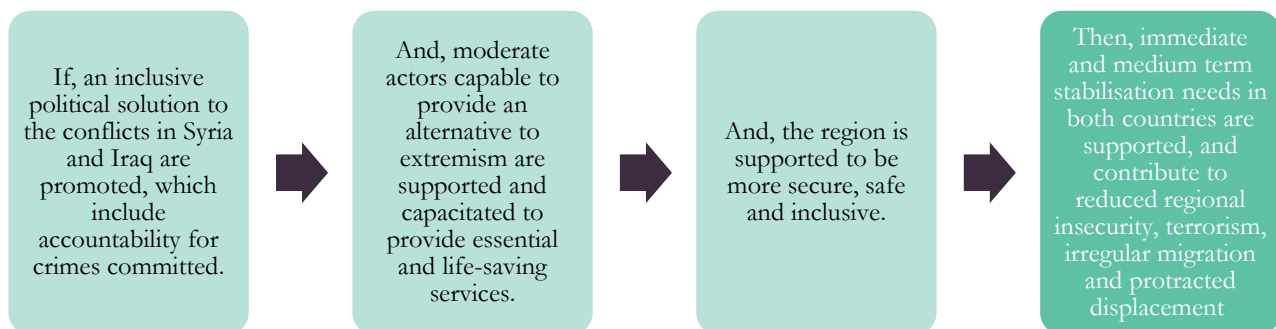 If, an inclusive
political solution to
the conflicts in Syria
and Iraq are
promoted, which
include
accountability for
crimes committed.
And, moderate
actors capable to
provide an
alternative to
extremism are
supported and
capacitated to
provide essential
and life-saving
services.
And, the region is
supported to be
more secure, safe
and inclusive.
Then, immediate
and medium term
stabilisation needs in
both countries are
supported, and
contribute to
reduced regional
insecurity, terrorism,
irregular migration
and protracted
displacement